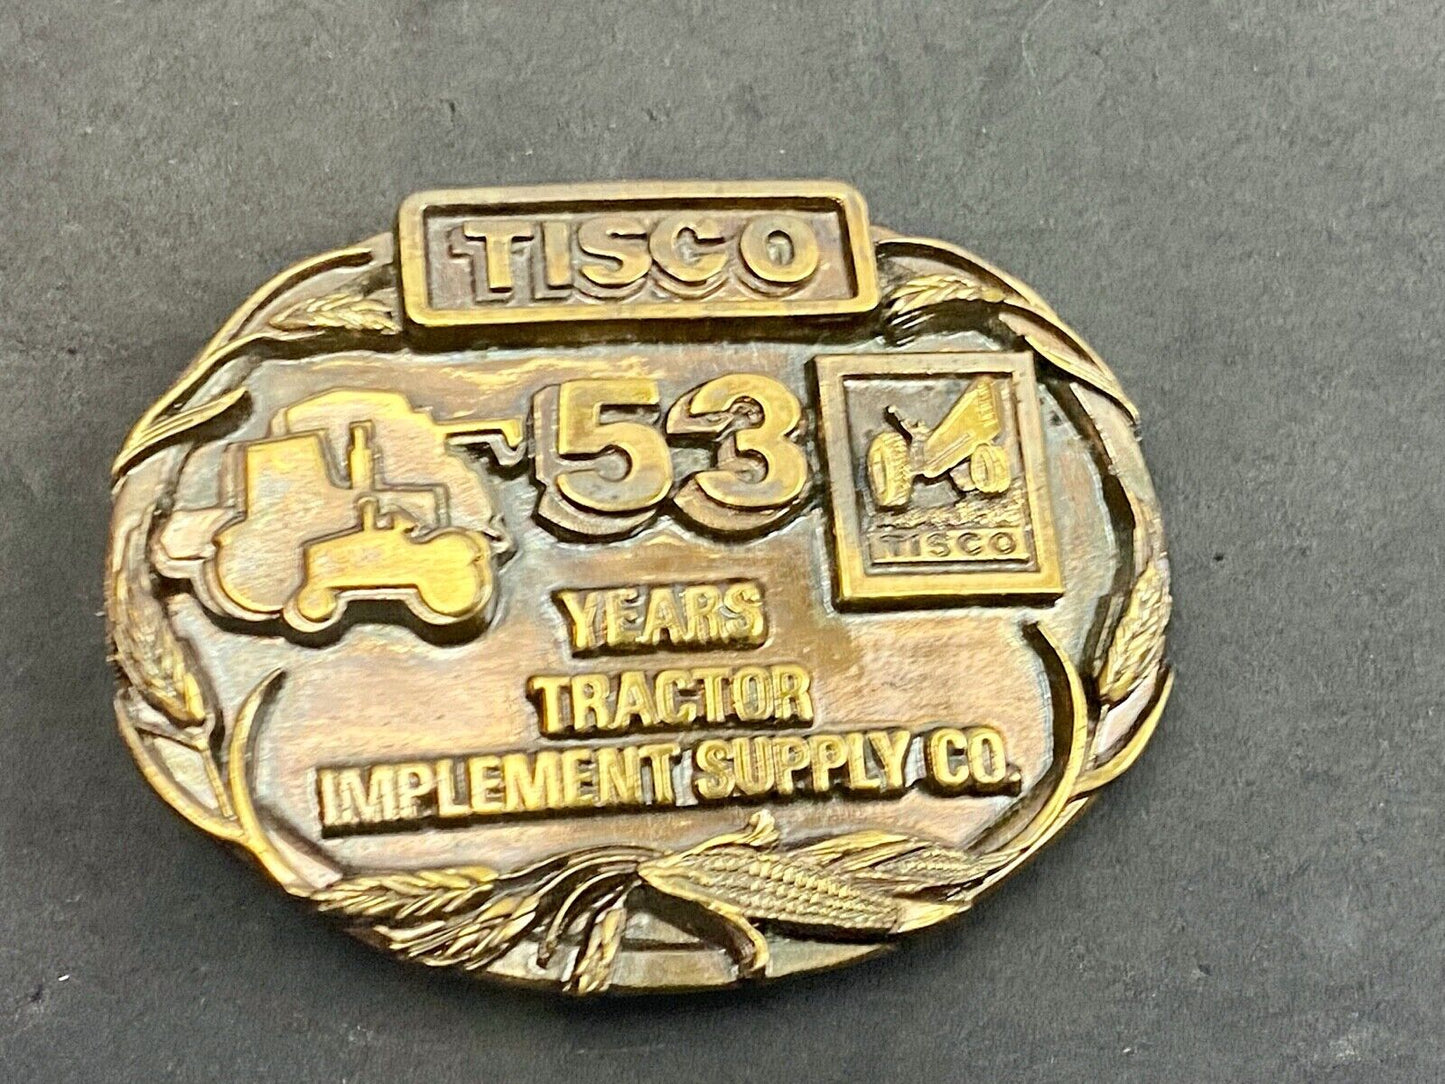 TISCO
53
TISCO
YEARS
TRACTOR
IMPLEMENT SUPPLY CO.